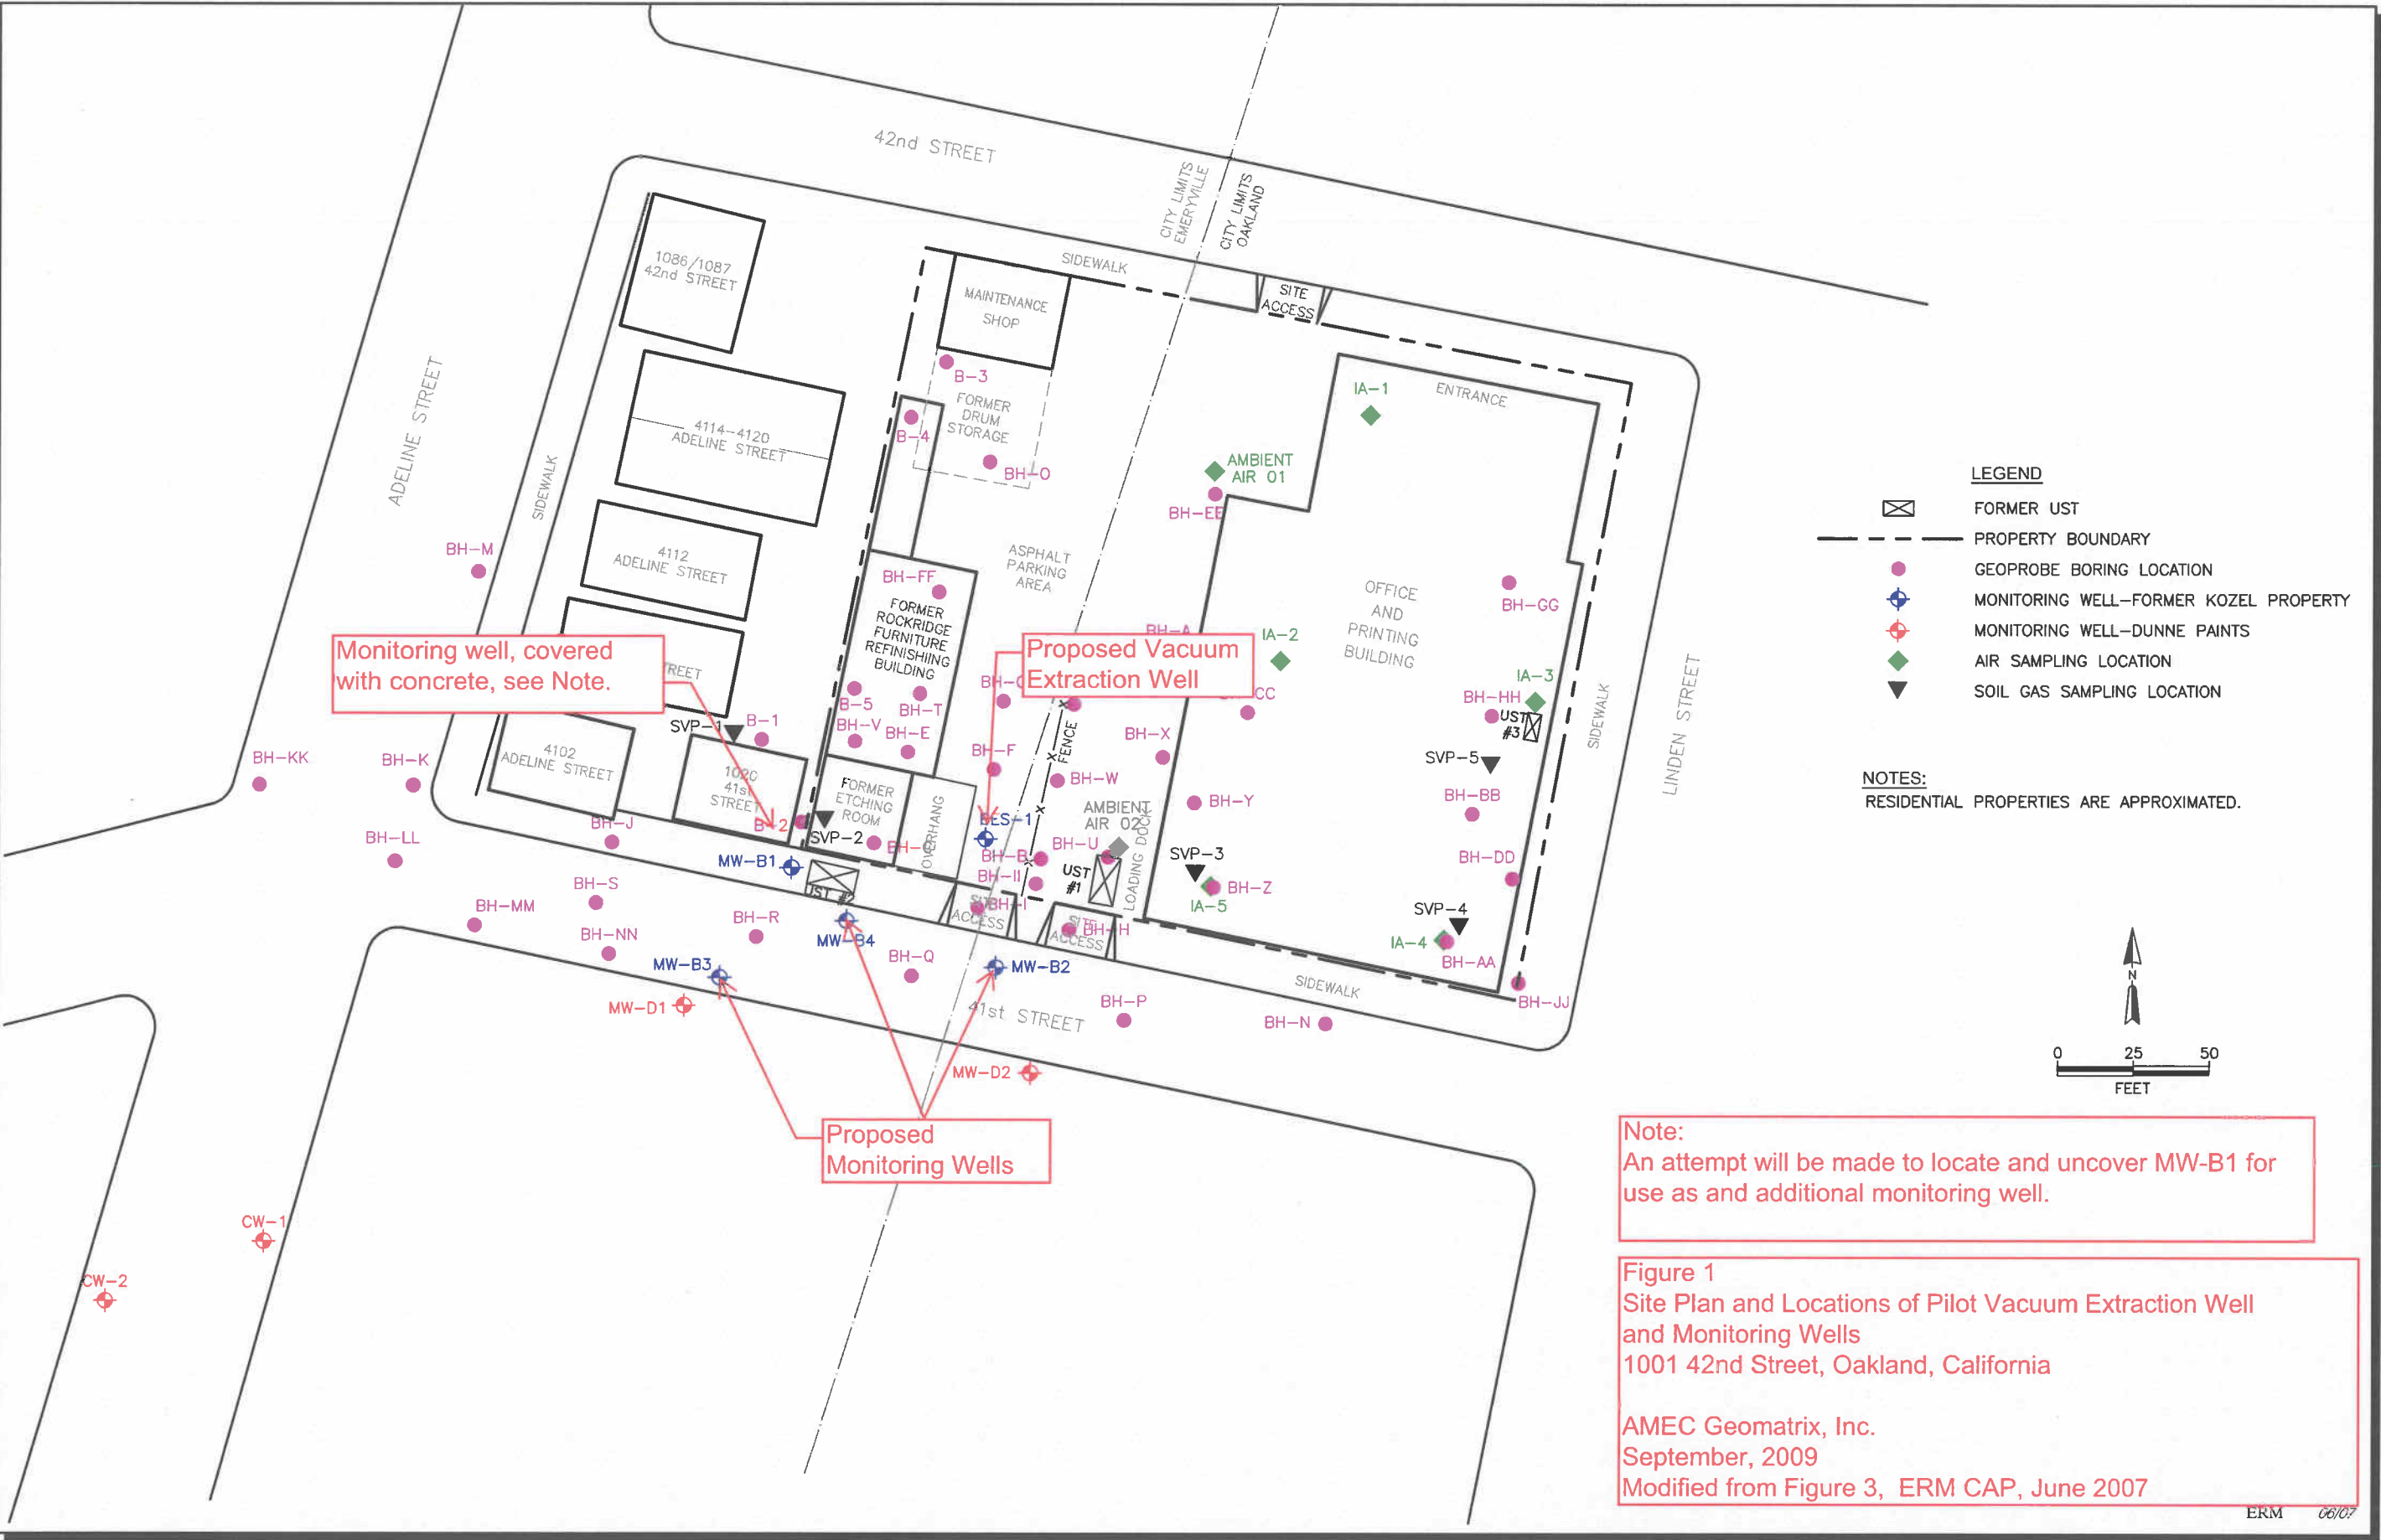 42nd STREET
CITY LIMITS
EMERYVILLE
CITY LIMITS
OAKLAND
SIDEWALK
SITE
ACCESS
1086/1087
42nd STREET
MAINTENANCE
SHOP
B-3
FORMER
DRUM
STORAGE
B-4
BH-O
IA-1
ENTRANCE
AMBIENT
AIR 01
BH-EE
4114-4120
ADELINE STREET
ADELINE STREET
SIDEWALK
4112
ADELINE STREET
BH-M
ASPHALT
PARKING
AREA
BH-FF
FORMER
ROCKRIDGE
FURNITURE
REFINISHING
BUILDING
OFFICE
AND
PRINTING
BUILDING
BH-GG
BH-A
IA-2
Monitoring well, covered
with concrete, see Note.
Proposed Vacuum
Extraction Well
B-5
BH-T
BH-V
BH-E
CC
IA-3
BH-HH
UST
#3
SIDEWALK
LINDEN STREET
SVP-1
B-1
BH-F
FENCE
BH-X
BH-W
BH-Y
SVP-5
BH-BB
BH-KK
BH-K
4102
ADELINE STREET
41st
STREET
FORMER
ETCHING
ROOM
OVERHANG
AMBIENT
AIR 02
LOADING DOCK
BH-LL
BH-J
SVP-2
BH-B
BH-U
BH-II
UST
#1
SVP-3
BH-Z
IA-5
BH-DD
MW-B1
BH-S
BH-MM
BH-R
BH-NN
MW-B3
MW-B4
BH-I
ACCESS
BH-H
ACCESS
SVP-4
IA-4
BH-AA
BH-Q
MW-B2
MW-D1
41st STREET
BH-P
BH-N
SIDEWALK
BH-JJ
MW-D2
Proposed
Monitoring Wells
CW-1
CW-2
LEGEND
FORMER UST
PROPERTY BOUNDARY
GEOPROBE BORING LOCATION
MONITORING WELL-FORMER KOZEL PROPERTY
MONITORING WELL-DUNNE PAINTS
AIR SAMPLING LOCATION
SOIL GAS SAMPLING LOCATION
NOTES:
RESIDENTIAL PROPERTIES ARE APPROXIMATED.
N
0 25 50
FEET
Note:
An attempt will be made to locate and uncover MW-B1 for
use as and additional monitoring well.
Figure 1
Site Plan and Locations of Pilot Vacuum Extraction Well
and Monitoring Wells
1001 42nd Street, Oakland, California
AMEC Geomatrix, Inc.
September, 2009
Modified from Figure 3, ERM CAP, June 2007
ERM 06/07